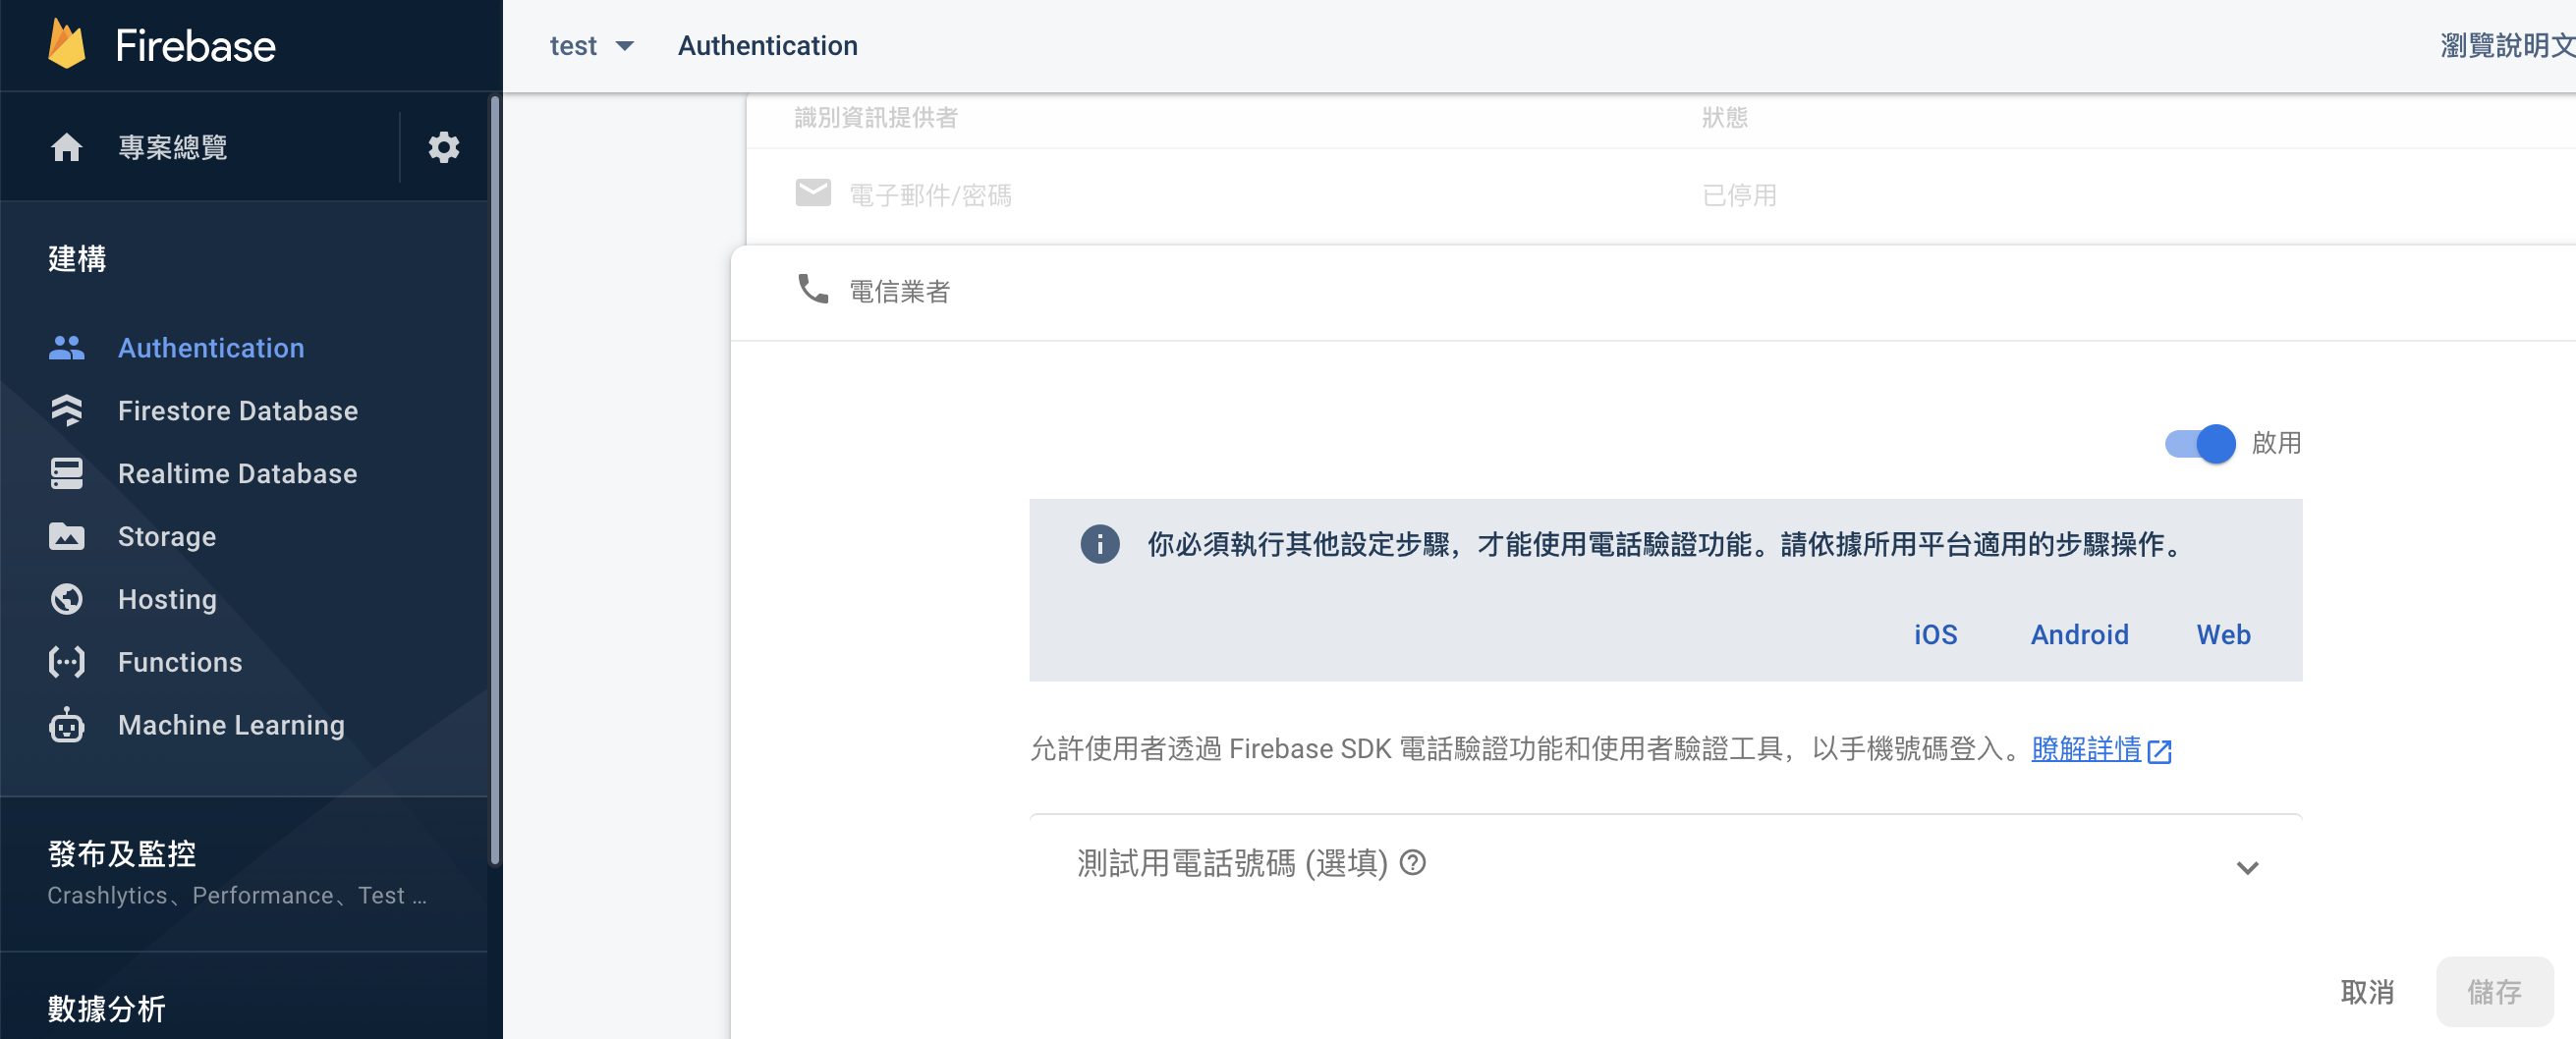 Firebase
test
Authentication
瀏覽說明文
專案總覽
建構
Authentication
Firestore Database
Realtime Database
Storage
Hosting
Functions
Machine Learning
發布及監控
Crashlytics、Performance、Test ...
數據分析
識別資訊提供者 狀態
電子郵件/密碼 已停用
電信業者
啟用
你必須執行其他設定步驟，才能使用電話驗證功能。請依據所用平台適用的步驟操作。
iOS Android Web
允許使用者透過 Firebase SDK 電話驗證功能和使用者驗證工具，以手機號碼登入。瞭解詳情
測試用電話號碼 (選填)
取消 儲存